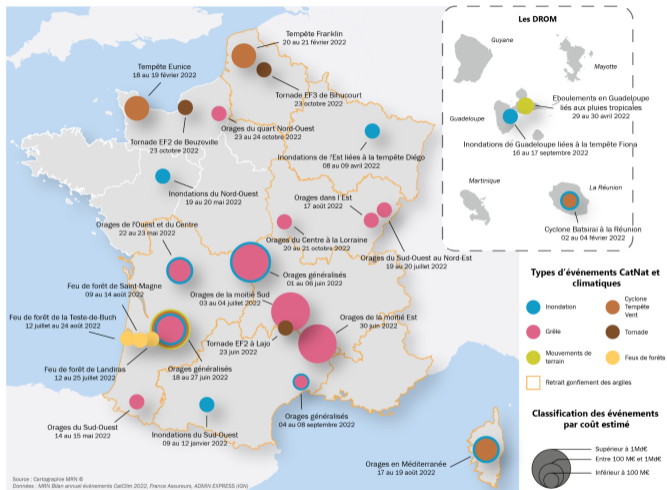 Tempête Franklin
20 au 21 février 2022
Tempête Eunice
18 au 19 février 2022
Tornade EF3 de Bihucourt
23 octobre 2022
Orages du quart Nord-Ouest
23 au 24 octobre 2022
Tornade EF2 de Beuzeville
23 octobre 2022
Inondations de l'Est liées à la tempête Diégo
08 au 09 avril 2022
Inondations du Nord-Ouest
19 au 20 mai 2022
Orages dans l'Est
17 août 2022
Orages de l'Ouest et du Centre
22 au 23 mai 2022
Orages du Centre à la Lorraine
20 au 21 octobre 2022
Orages du Sud-Ouest au Nord-Est
19 au 20 juillet 2022
Orages généralisés
01 au 06 juin 2022
Feu de forêt de Saint-Magne
09 au 14 août 2022
Orages de la moitié Sud
03 au 04 juillet 2022
Feu de forêt de la Teste-de-Buch
12 juillet au 24 août 2022
Orages de la moitié Est
30 juin 2022
Tornade EF2 à Lajo
23 juin 2022
Feu de forêt de Landiras
12 au 25 juillet 2022
Orages généralisés
18 au 27 juin 2022
Orages généralisés
04 au 08 septembre 2022
Orages du Sud-Ouest
14 au 15 mai 2022
Inondations du Sud-Ouest
09 au 12 janvier 2022
Orages en Méditerranée
17 au 19 août 2022
Source : Cartographie MRN ©
Données : MRN Bilan annuel événements CatClim 2022, France Assureurs, ADMIN EXPRESS (IGN)
Les DROM
Guyane
Mayotte
Eboulements en Guadeloupe
liés aux pluies tropicales
29 au 30 avril 2022
Guadeloupe
Inondations de Guadeloupe liées à la tempête Fiona
16 au 17 septembre 2022
Martinique
La Réunion
Cyclone Batsirai à la Réunion
02 au 04 février 2022
Types d'événements CatNat et
climatiques
Inondation
Cyclone
Tempête
Vent
Grêle
Tornade
Mouvements de
terrain
Feux de forêts
Retrait gonflement des argiles
Classification des événements
par coût estimé
Supérieur à 1Md€
Entre 100 M€ et 1Md€
Inférieur à 100 M€